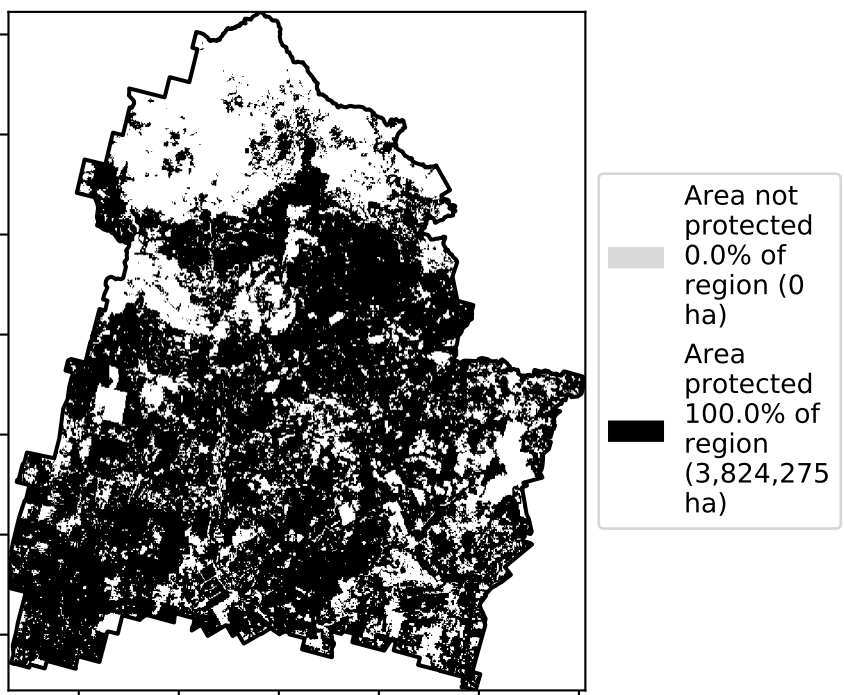 Area not
protected
0.0% of
region (0
ha)
Area
protected
100.0% of
region
(3,824,275
ha)